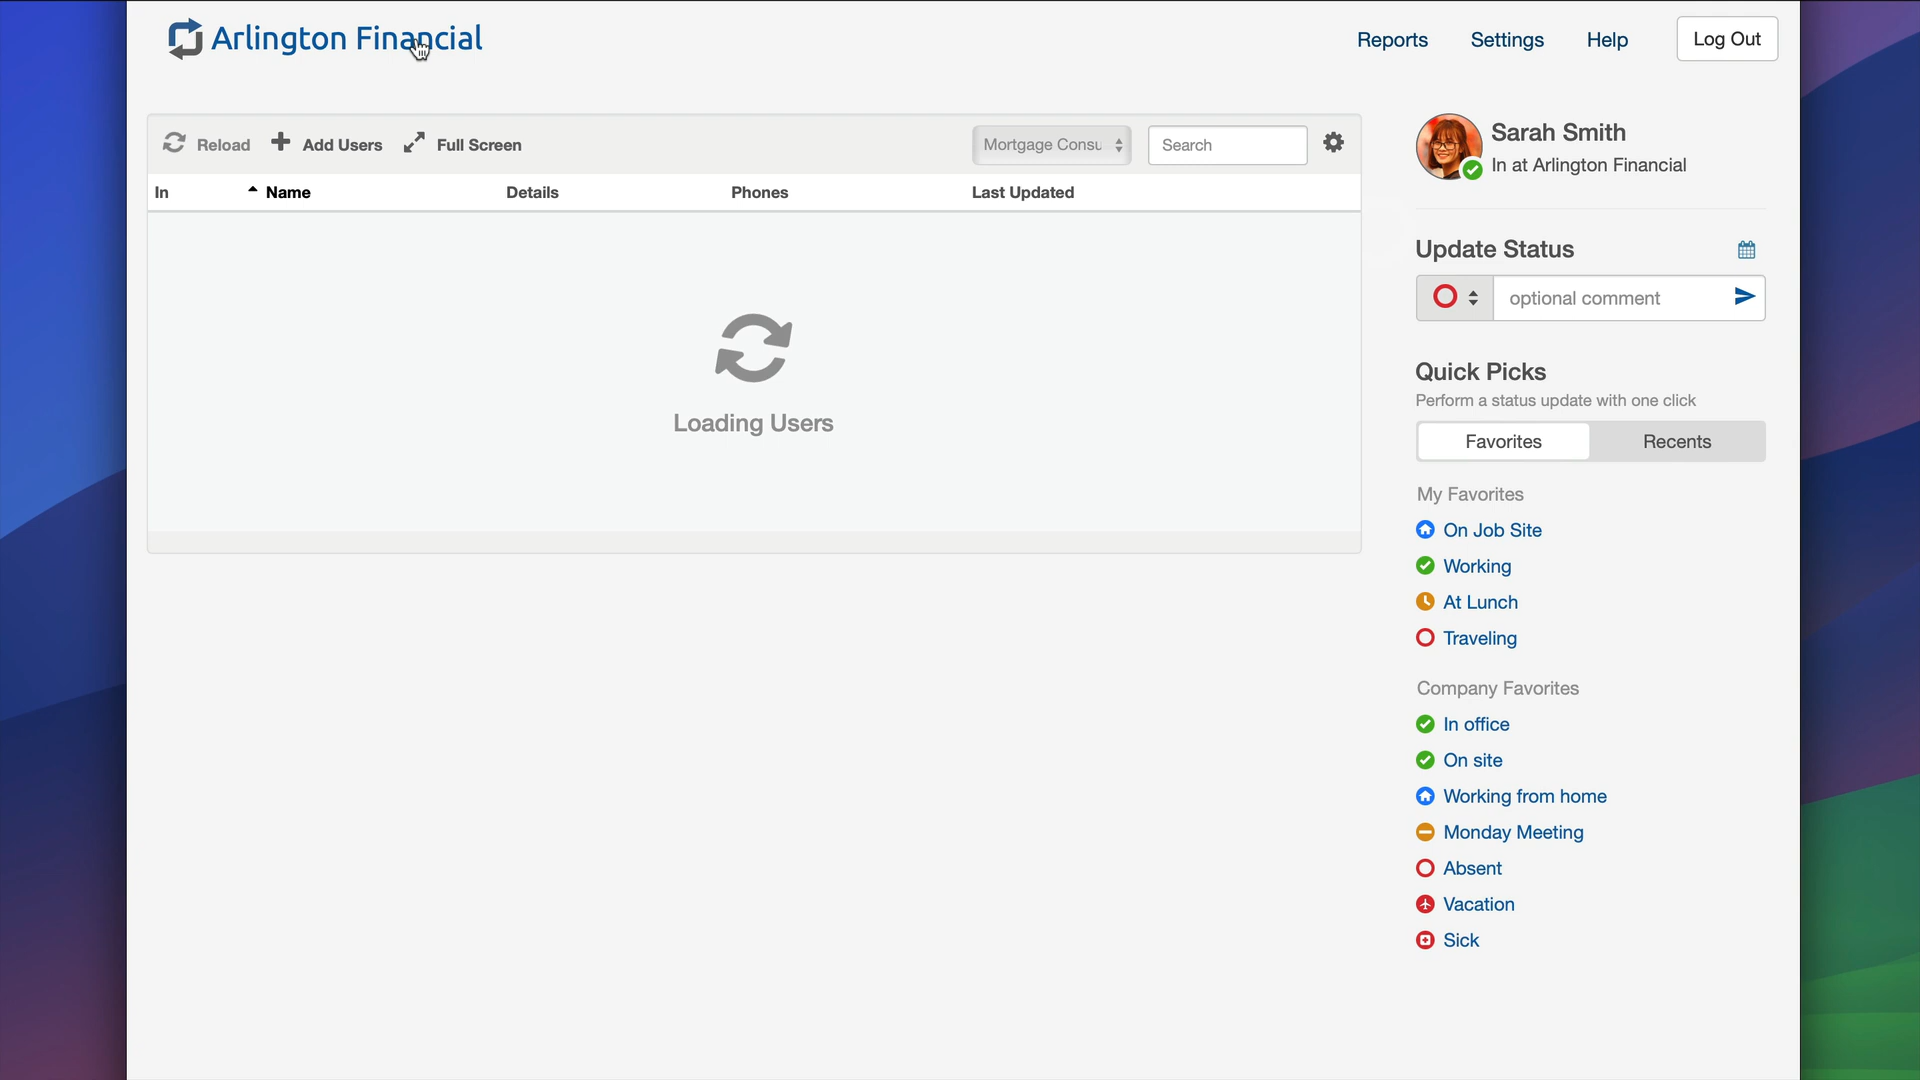 Arlington Financial
Reports
Settings
Help
Log Out
Reload
Add Users
Full Screen
Mortgage Consu
Search
In
Name
Details
Phones
Last Updated
Loading Users
Sarah Smith
In at Arlington Financial
Update Status
optional comment
Quick Picks
Perform a status update with one click
Favorites
Recents
My Favorites
On Job Site
Working
At Lunch
Traveling
Company Favorites
In office
On site
Working from home
Monday Meeting
Absent
Vacation
Sick